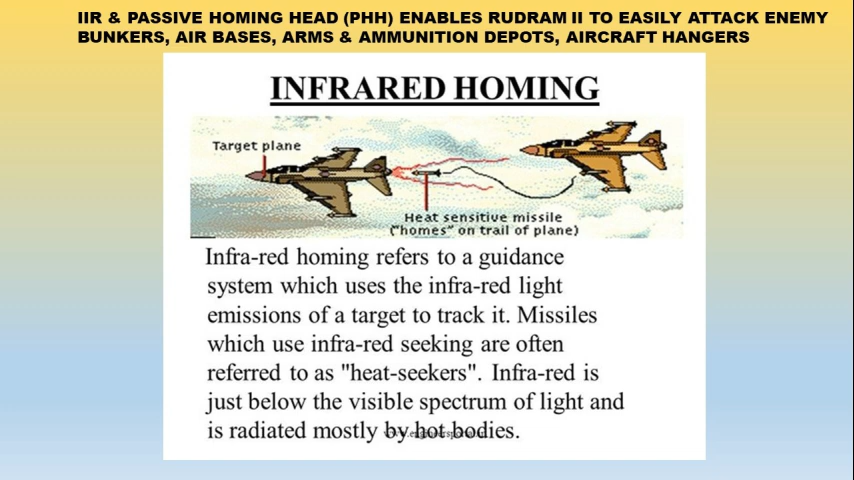 IIR & PASSIVE HOMING HEAD (PHH) ENABLES RUDRAM II TO EASILY ATTACK ENEMY
BUNKERS, AIR BASES, ARMS & AMMUNITION DEPOTS, AIRCRAFT HANGERS
INFRARED HOMING
Target plane
Heat sensitive missile
("homes" on trail of plane)
Infra-red homing refers to a guidance
system which uses the infra-red light
emissions of a target to track it. Missiles
which use infra-red seeking are often
referred to as "heat-seekers". Infra-red is
just below the visible spectrum of light and
is radiated mostly by hot bodies.